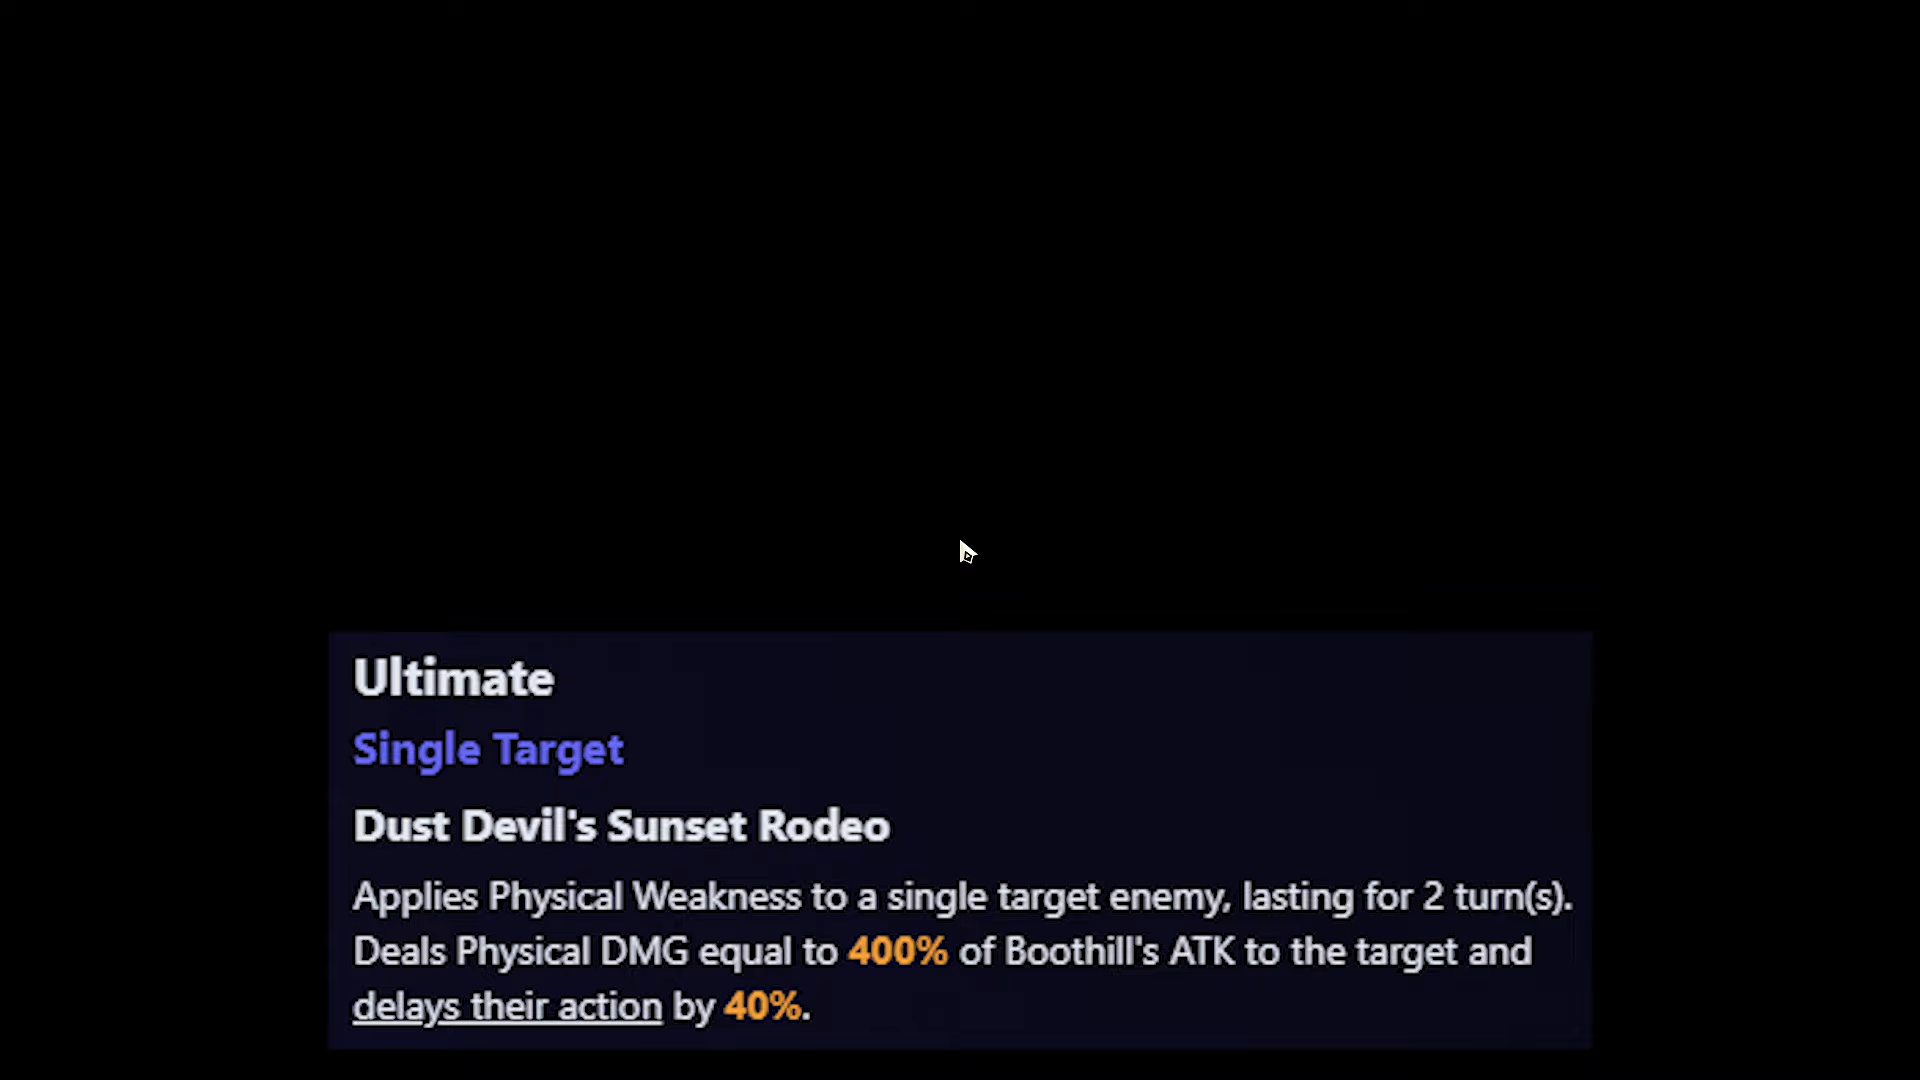 Ultimate
Single Target
Dust Devil's Sunset Rodeo
Applies Physical Weakness to a single target enemy, lasting for 2 turn(s).
Deals Physical DMG equal to 400% of Boothill's ATK to the target and
delays their action by 40%.